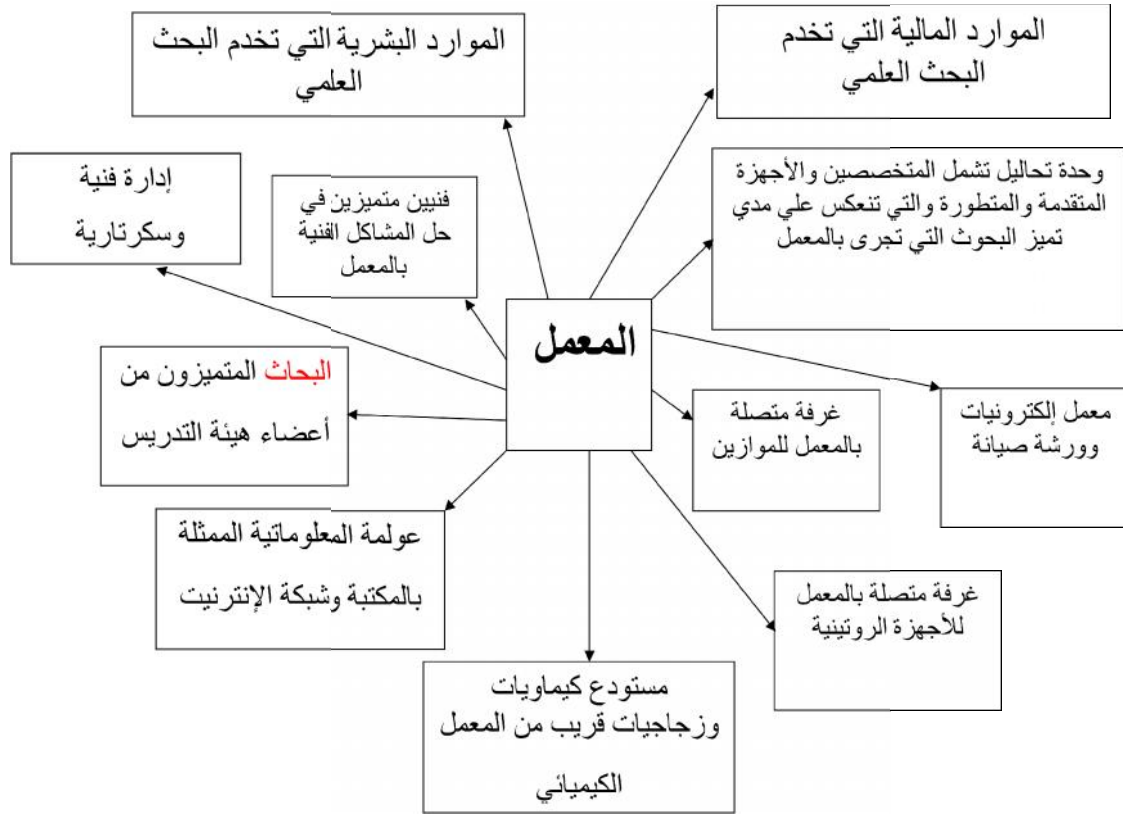 الموارد المالية التي تخدم
البحث العلمي
الموارد البشرية التي تخدم البحث
العلمي
وحدة تحاليل تشمل المتخصصين والأجهزة
المتقدمة والمتطورة والتي تنعكس علي مدي
تميز البحوث التي تجرى بالمعمل
فنيين متميزين في
حل المشاكل الفنية
بالمعمل
إدارة فنية
وسكرتارية
المعمل
البحاث المتميزون من
أعضاء هيئة التدريس
غرفة متصلة
بالمعمل للموازين
معمل إلكترونيات
وورشة صيانة
عولمة المعلوماتية الممثلة
بالمكتبة وشبكة الإنترنيت
غرفة متصلة بالمعمل
للأجهزة الروتينية
مستودع كيماويات
وزجاجيات قريب من المعمل
الكيميائي